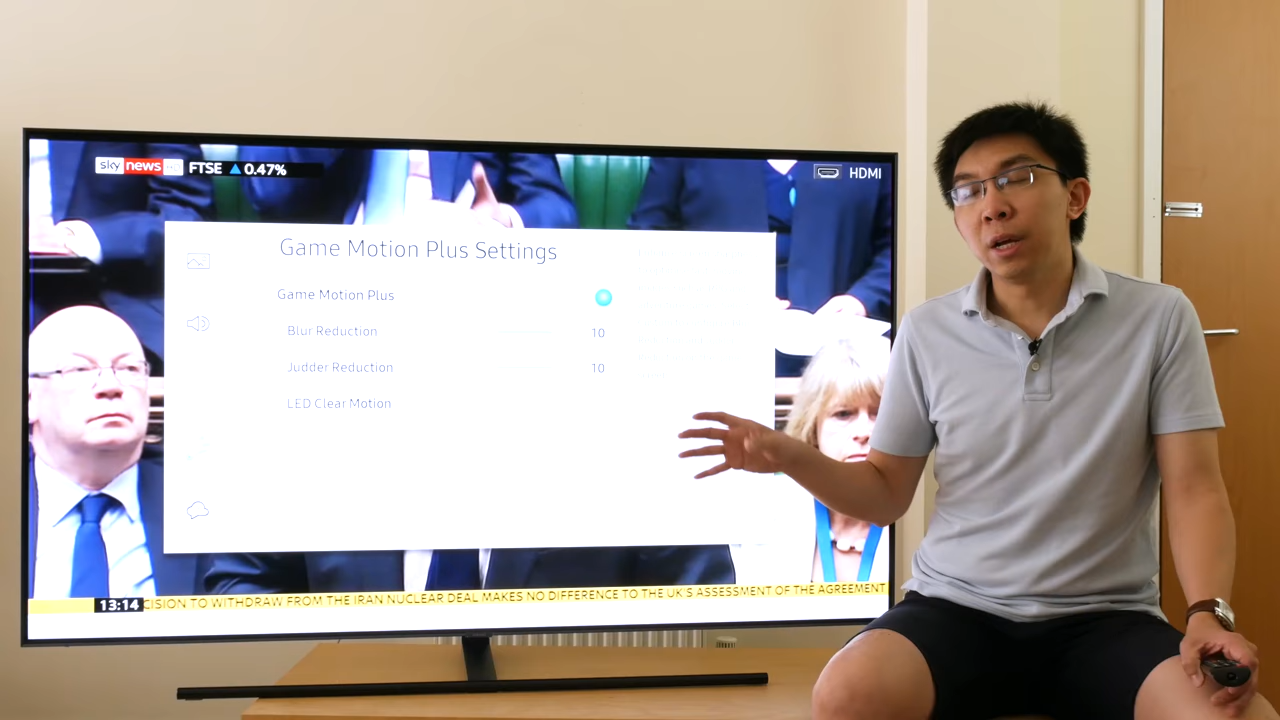 sky news HD FTSE ▲ 0.47%
HDMI
Game Motion Plus Settings
Game Motion Plus
Blur Reduction 10
Judder Reduction 10
LED Clear Motion
13:14 CISION TO WITHDRAW FROM THE IRAN NUCLEAR DEAL MAKES NO DIFFERENCE TO THE UK'S ASSESSMENT OF THE AGREEMENT